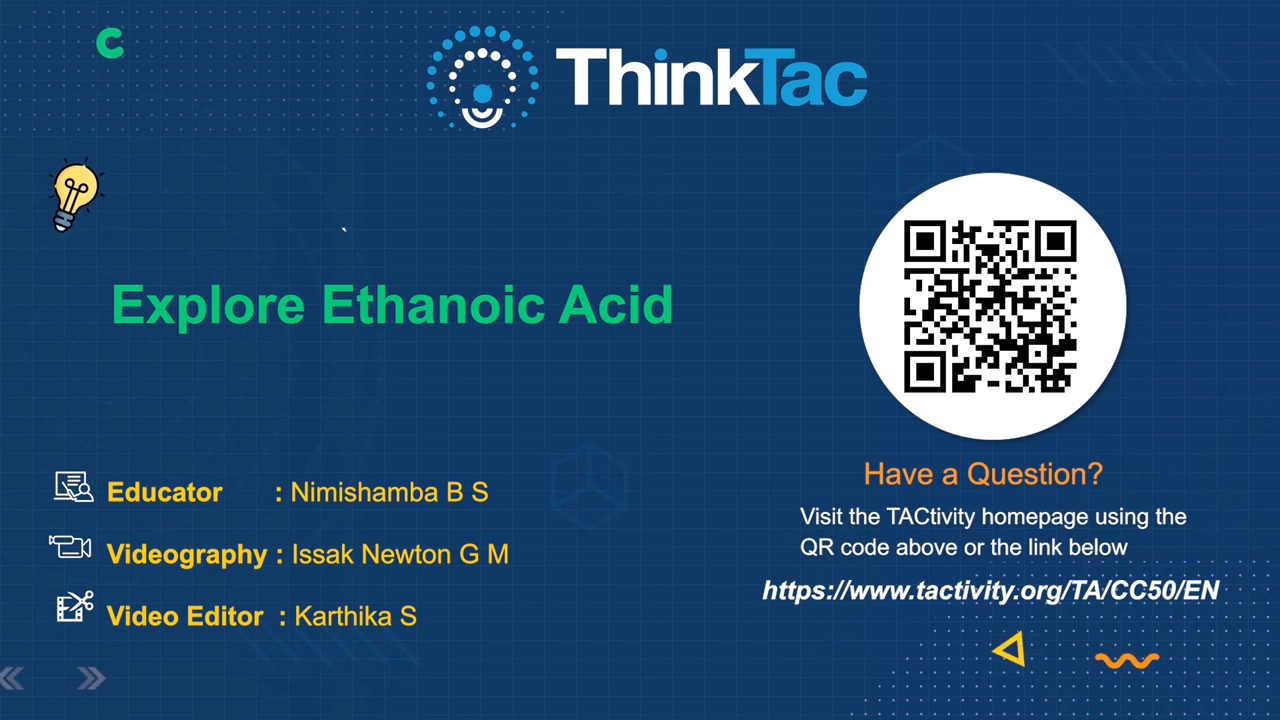 ThinkTac
Explore Ethanoic Acid
Educator : Nimishamba B S
Videography : Issak Newton G M
Video Editor : Karthika S
Have a Question?
Visit the TACtivity homepage using the
QR code above or the link below
https://www.tactivity.org/TA/CC50/EN